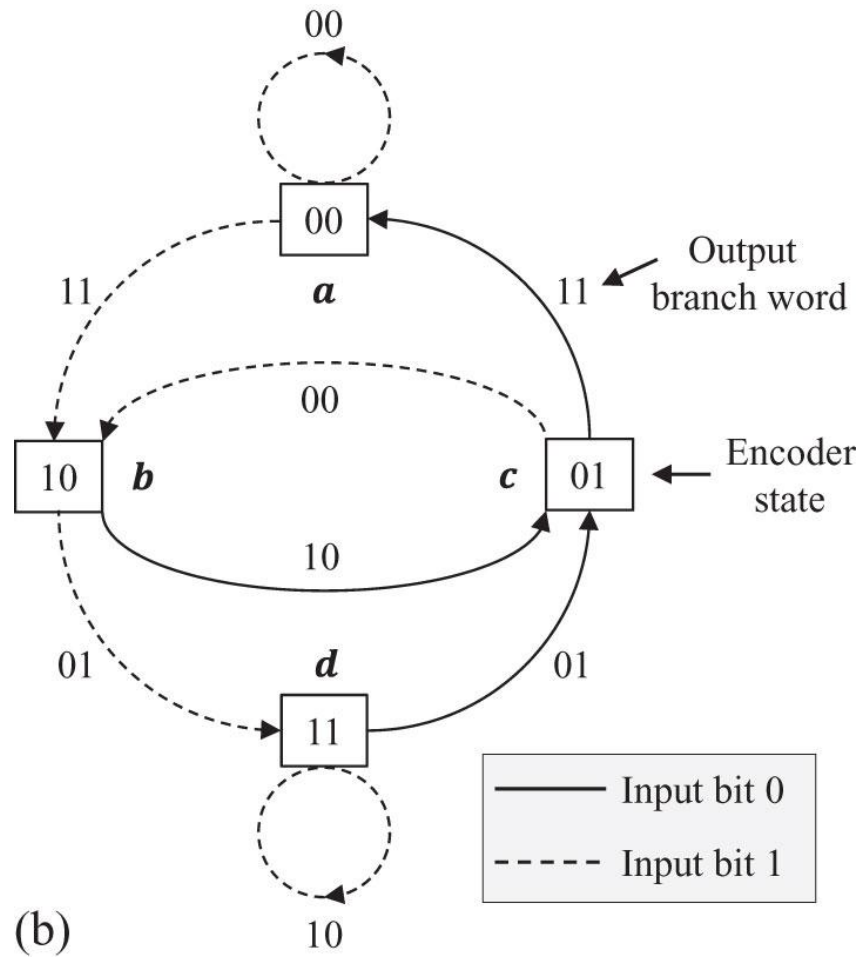 00
00
a
11
11
Output
branch word
00
10
b
c
01
Encoder
state
10
01
d
01
11
Input bit 0
Input bit 1
10
(b)